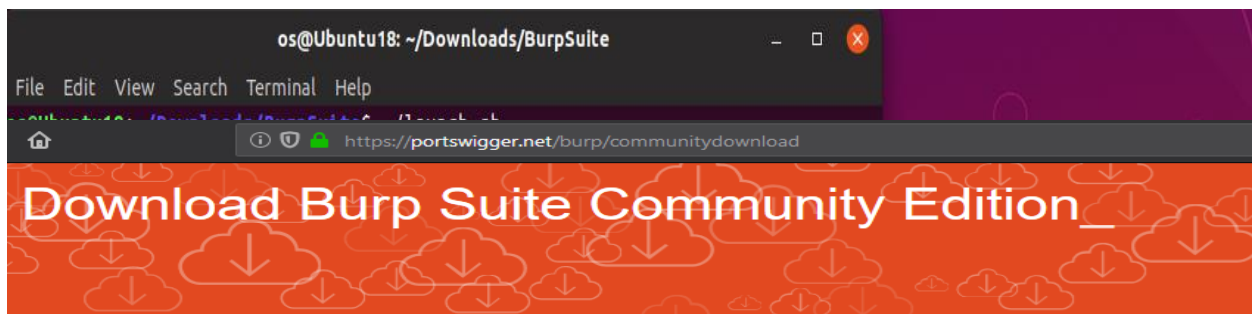 os@Ubuntu18: ~/Downloads/BurpSuite
File Edit View Search Terminal Help
https://portswigger.net/burp/communitydownload
Download Burp Suite Community Edition_